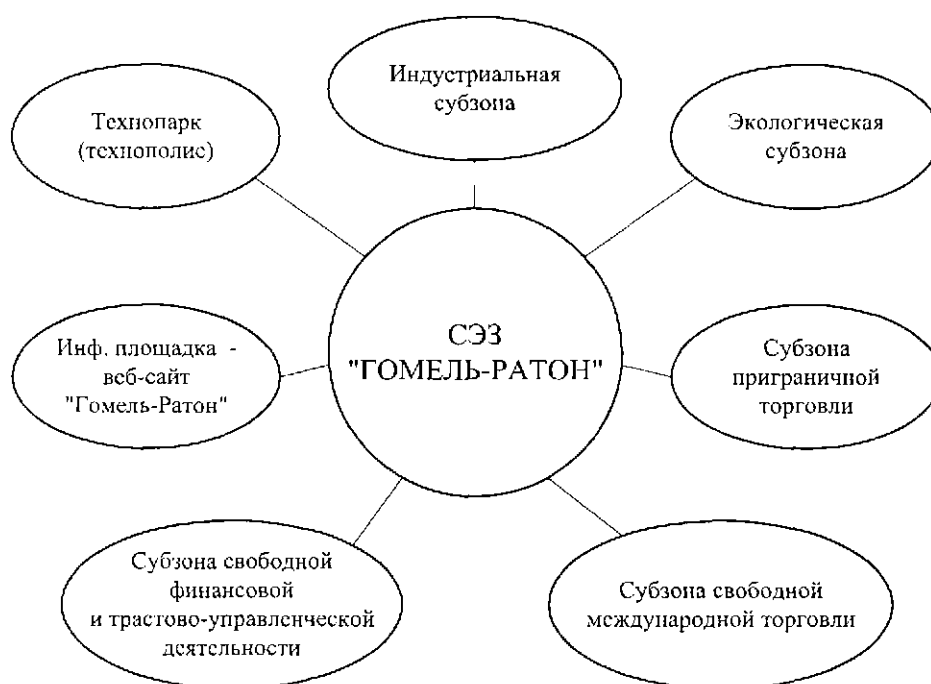 Индустриальная
субзона
Технопарк
(технополис)
Экологическая
субзона
СЭЗ
"ГОМЕЛЬ-РАТОН"
Инф. площадка -
веб-сайт
"Гомель-Ратон"
Субзона
приграничной
торговли
Субзона свободной
финансовой
и трастово-управленческой
деятельности
Субзона свободной
международной торговли